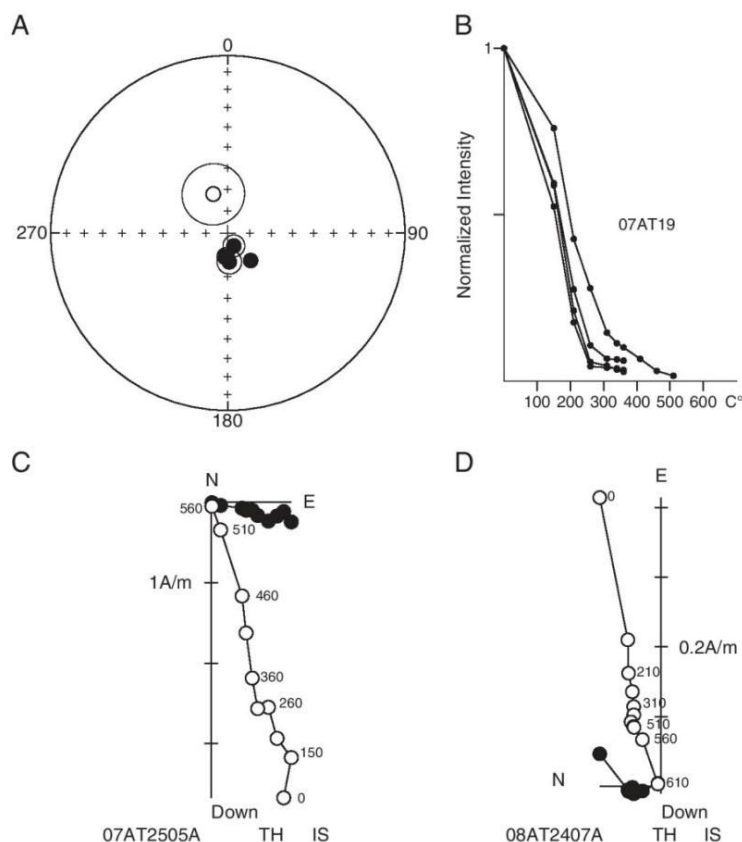 A
0
270
90
180
B
1
Normalized Intensity
07AT19
100 200 300 400 500 600 C°
C
N
E
560
510
1A/m
460
360
260
150
0
Down
07AT2505A TH IS
D
E
0
0.2A/m
210
310
510
560
N
610
Down
08AT2407A TH IS